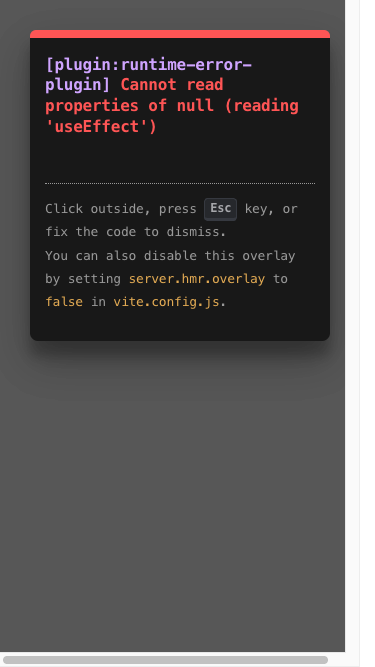 [plugin:runtime-error-
plugin] Cannot read
properties of null (reading
'useEffect')
Click outside, press Esc key, or
fix the code to dismiss.
You can also disable this overlay
by setting server.hmr.overlay to
false in vite.config.js.